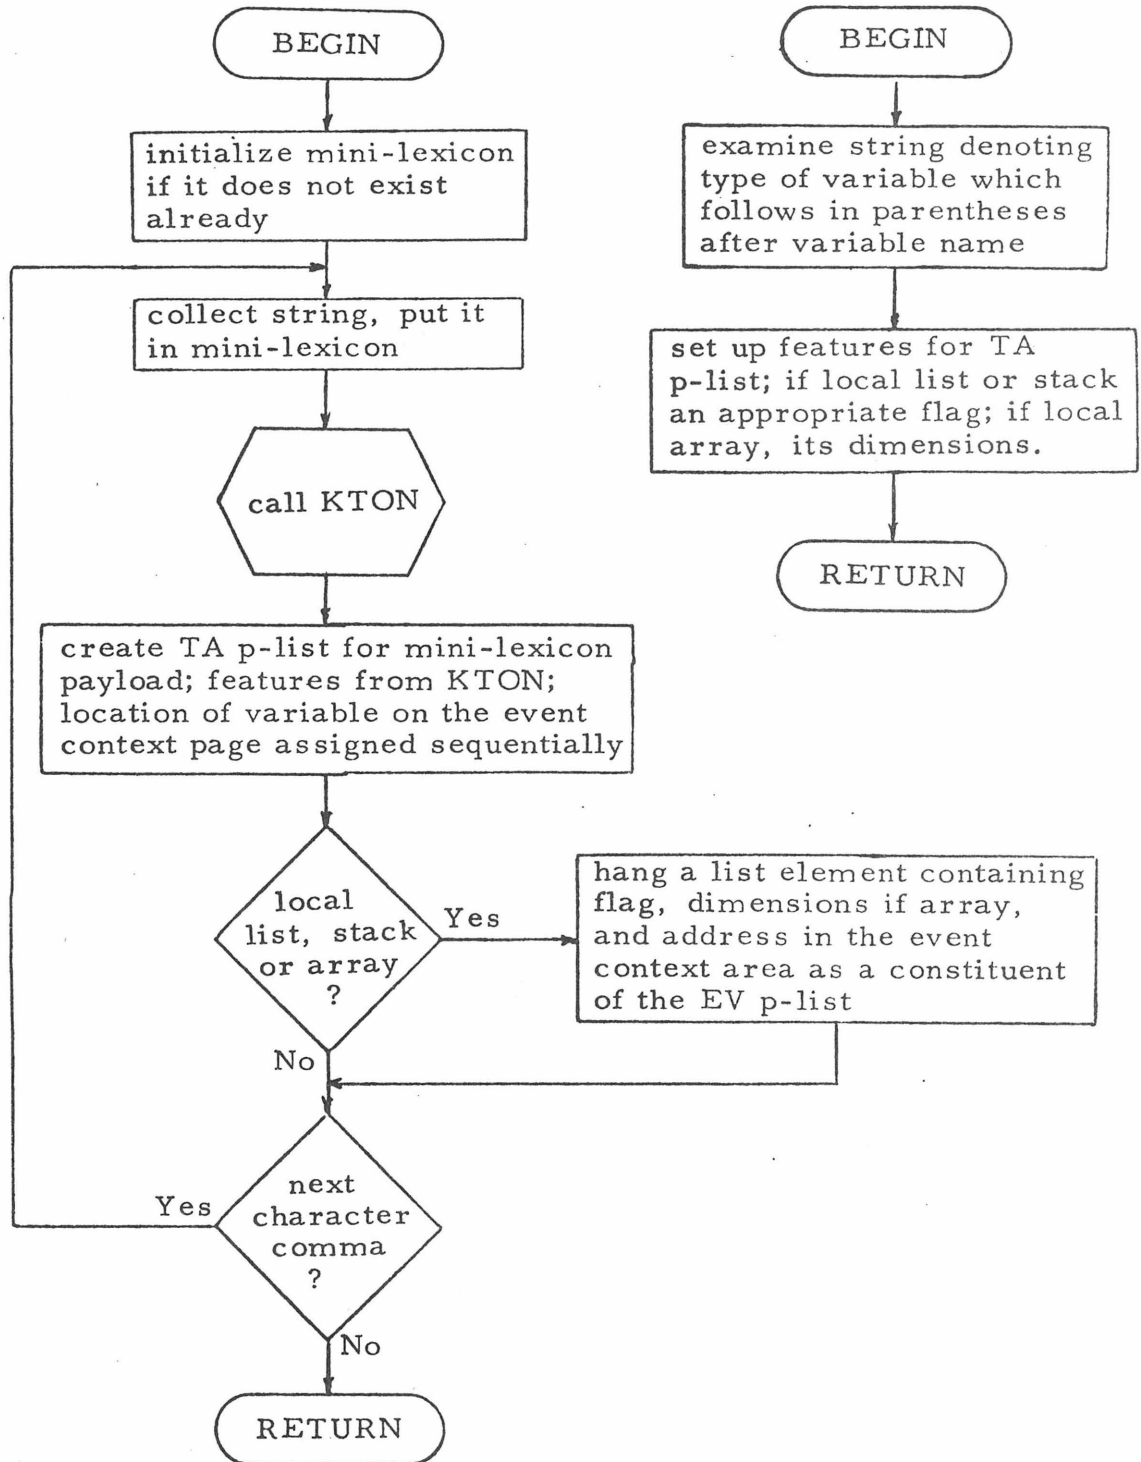 BEGIN
initialize mini-lexicon
if it does not exist
already
collect string, put it
in mini-lexicon
call KTON
create TA p-list for mini-lexicon
payload; features from KTON;
location of variable on the event
context page assigned sequentially
local
list, stack
or array
?
Yes
hang a list element containing
flag, dimensions if array,
and address in the event
context area as a constituent
of the EV p-list
No
next
character
comma
?
Yes
No
RETURN
BEGIN
examine string denoting
type of variable which
follows in parentheses
after variable name
set up features for TA
p-list; if local list or stack
an appropriate flag; if local
array, its dimensions.
RETURN